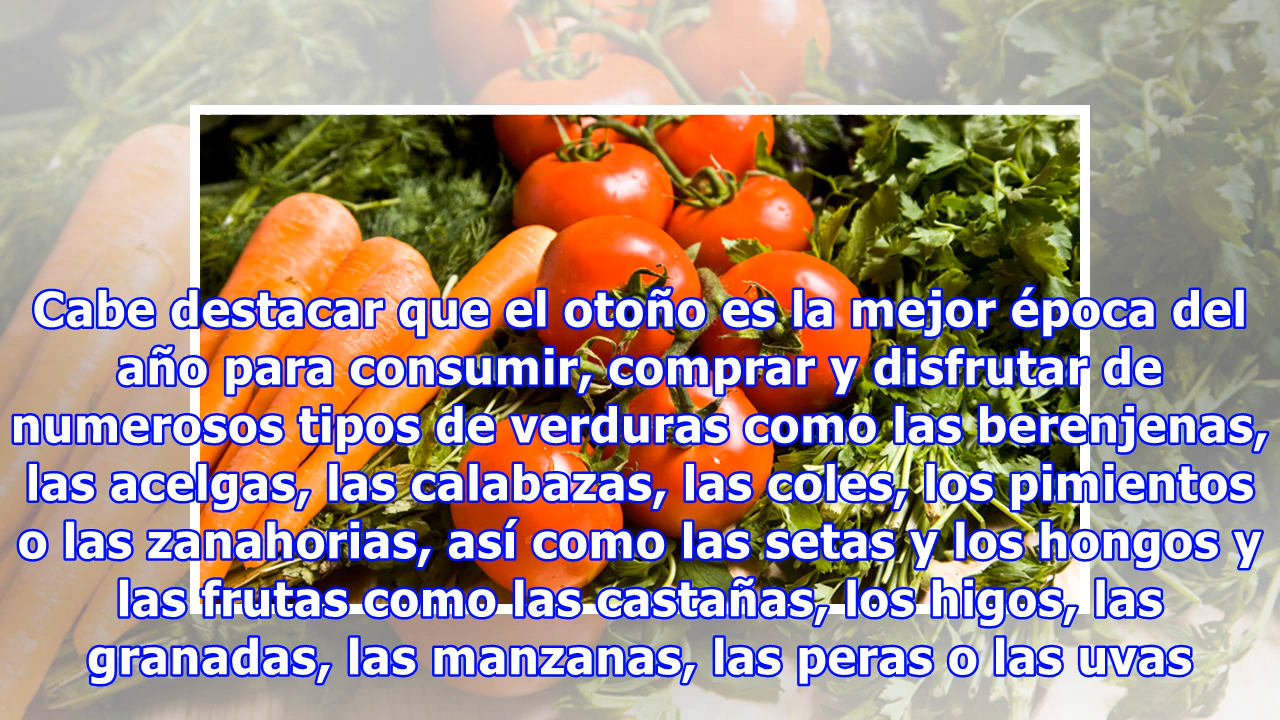 Cabe destacar que el otoño es la mejor época del
año para consumir, comprar y disfrutar de
numerosos tipos de verduras como las berenjenas,
las acelgas, las calabazas, las coles, los pimientos
o las zanahorias, así como las setas y los hongos y
las frutas como las castañas, los higos, las
granadas, las manzanas, las peras o las uvas